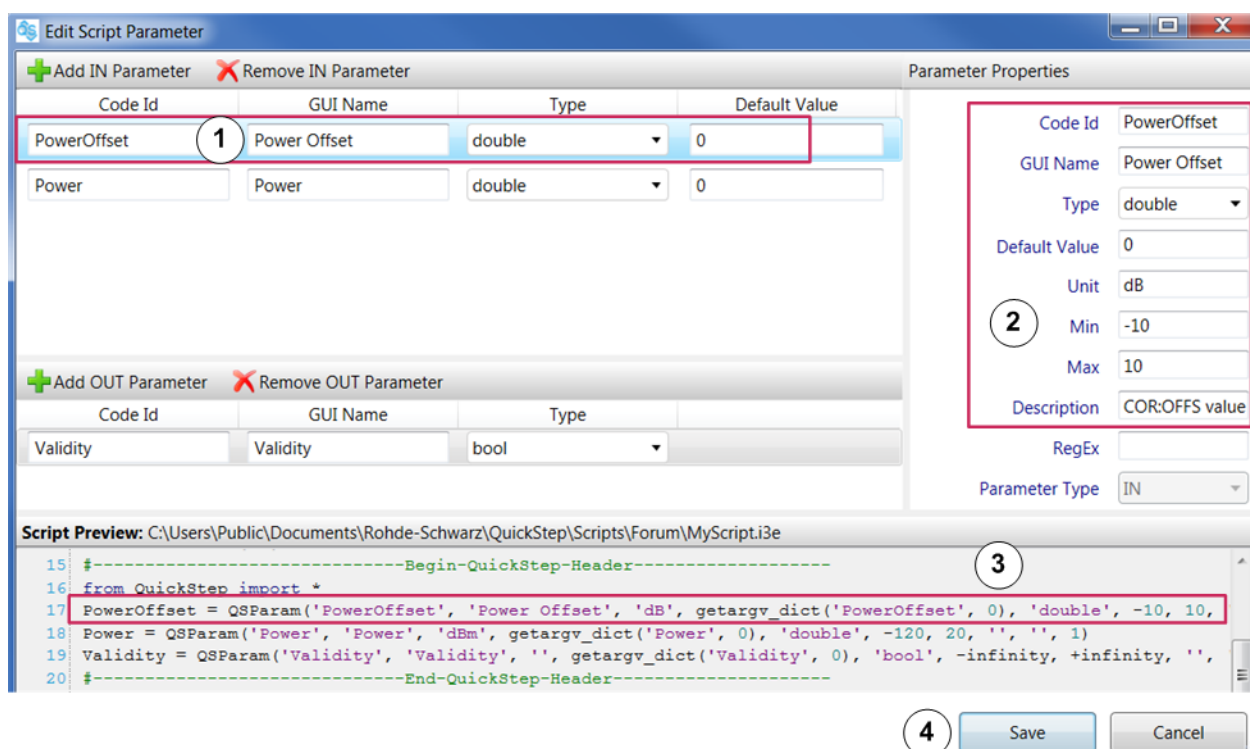 Edit Script Parameter
Add IN Parameter Remove IN Parameter
Parameter Properties
Code Id GUI Name Type Default Value
PowerOffset 1 Power Offset double 0
Power Power double 0
Code Id PowerOffset
GUI Name Power Offset
Type double
Default Value 0
Unit dB
2 Min -10
Max 10
Description COR:OFFS value
RegEx
Parameter Type IN
Add OUT Parameter Remove OUT Parameter
Code Id GUI Name Type
Validity Validity bool
Script Preview: C:\Users\Public\Documents\Rohde-Schwarz\QuickStep\Scripts\Forum\MyScript.i3e
3
15 #-----------------------------Begin-QuickStep-Header------------------
16 from QuickStep import *
17 PowerOffset = QSParam('PowerOffset', 'Power Offset', 'dB', getargv_dict('PowerOffset', 0), 'double', -10, 10,
18 Power = QSParam('Power', 'Power', 'dBm', getargv_dict('Power', 0), 'double', -120, 20, '', '', 1)
19 Validity = QSParam('Validity', 'Validity', '', getargv_dict('Validity', 0), 'bool', -infinity, +infinity, '',
20 #-----------------------------End-QuickStep-Header--------------------
4 Save Cancel